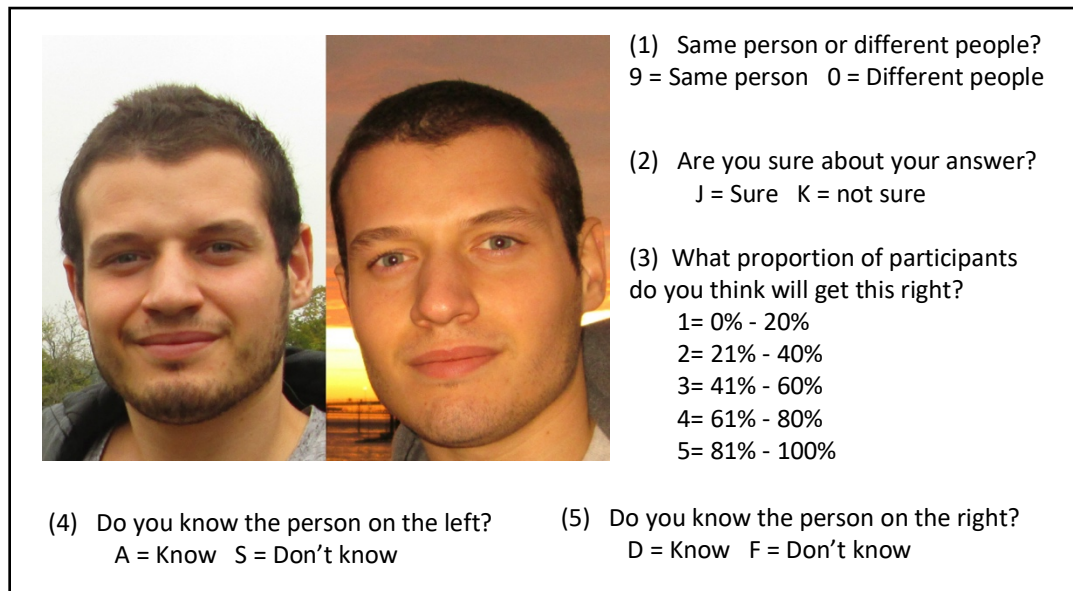 (1) Same person or different people?
9 = Same person 0 = Different people
(2) Are you sure about your answer?
J = Sure K = not sure
(3) What proportion of participants
do you think will get this right?
1= 0% - 20%
2= 21% - 40%
3= 41% - 60%
4= 61% - 80%
5= 81% - 100%
(4) Do you know the person on the left?
A = Know S = Don’t know
(5) Do you know the person on the right?
D = Know F = Don’t know